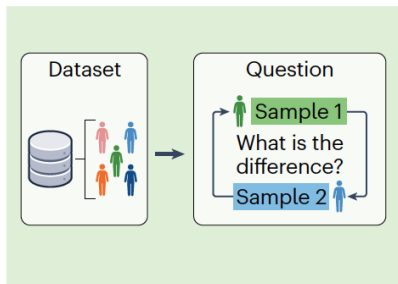 Dataset
Question
Sample 1
What is the
difference?
Sample 2